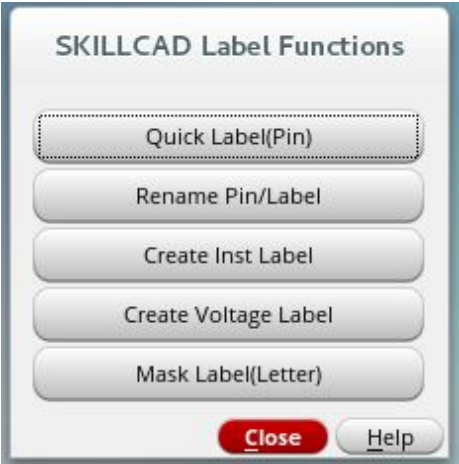 SKILLCAD Label Functions
Quick Label(Pin)
Rename Pin/Label
Create Inst Label
Create Voltage Label
Mask Label(Letter)
Close Help